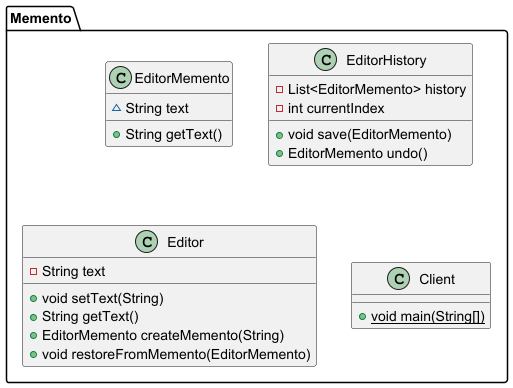 Memento
C EditorMemento
~ String text
String getText()
C EditorHistory
List<EditorMemento> history
int currentIndex
void save(EditorMemento)
EditorMemento undo()
C Editor
String text
void setText(String)
String getText()
EditorMemento createMemento(String)
void restoreFromMemento(EditorMemento)
C Client
void main(String[])